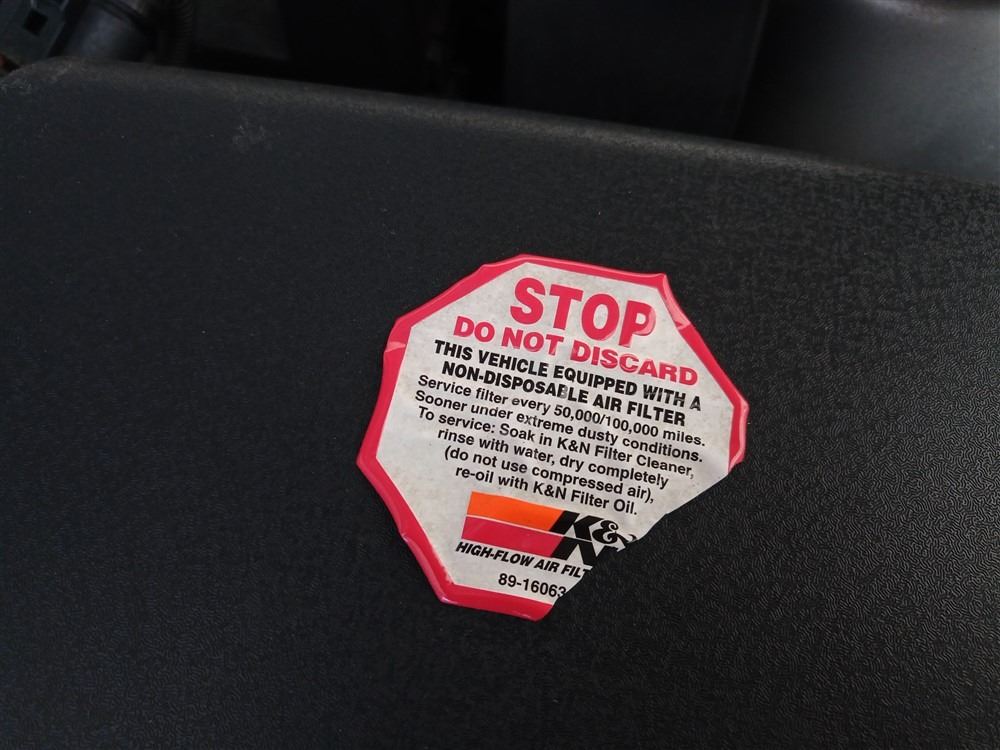 STOP
DO NOT DISCARD
THIS VEHICLE EQUIPPED WITH A
NON-DISPOSABLE AIR FILTER
Service filter every 50,000/100,000 miles.
Sooner under extreme dusty conditions.
To service: Soak in K&N Filter Cleaner,
rinse with water, dry completely
(do not use compressed air),
re-oil with K&N Filter Oil.
K&N
HIGH-FLOW AIR FILT
89-16063